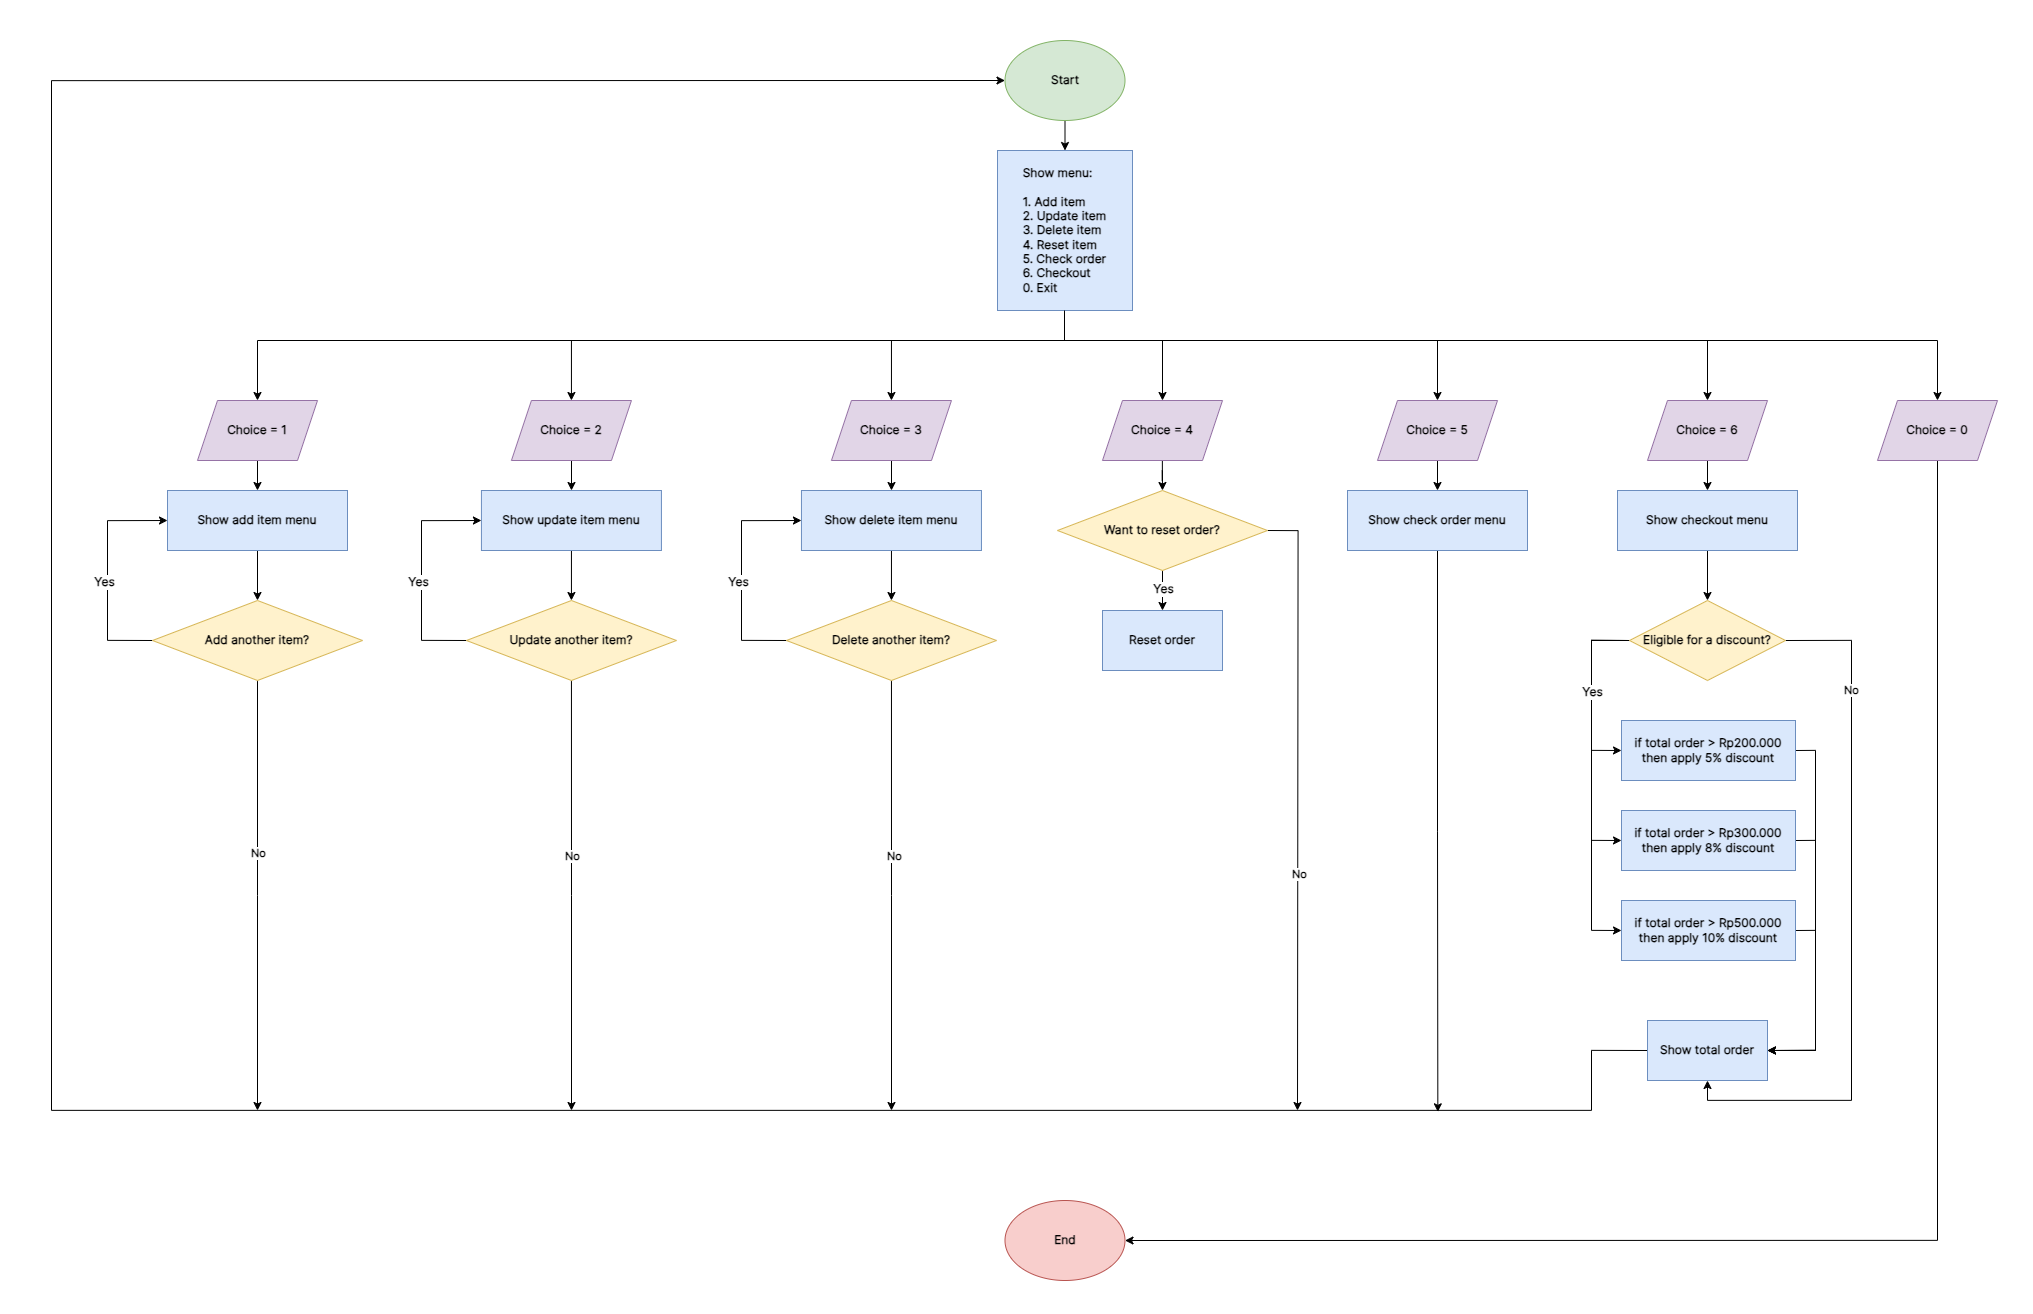 Start
Show menu:
1. Add item
2. Update item
3. Delete item
4. Reset item
5. Check order
6. Checkout
0. Exit
Choice = 1
Choice = 2
Choice = 3
Choice = 4
Choice = 5
Choice = 6
Choice = 0
Show add item menu
Show update item menu
Show delete item menu
Want to reset order?
Show check order menu
Show checkout menu
Yes
Yes
Yes
Yes
Add another item?
Update another item?
Delete another item?
Reset order
Eligible for a discount?
Yes
No
if total order > Rp200.000
then apply 5% discount
if total order > Rp300.000
then apply 8% discount
No
No
No
No
if total order > Rp500.000
then apply 10% discount
Show total order
End